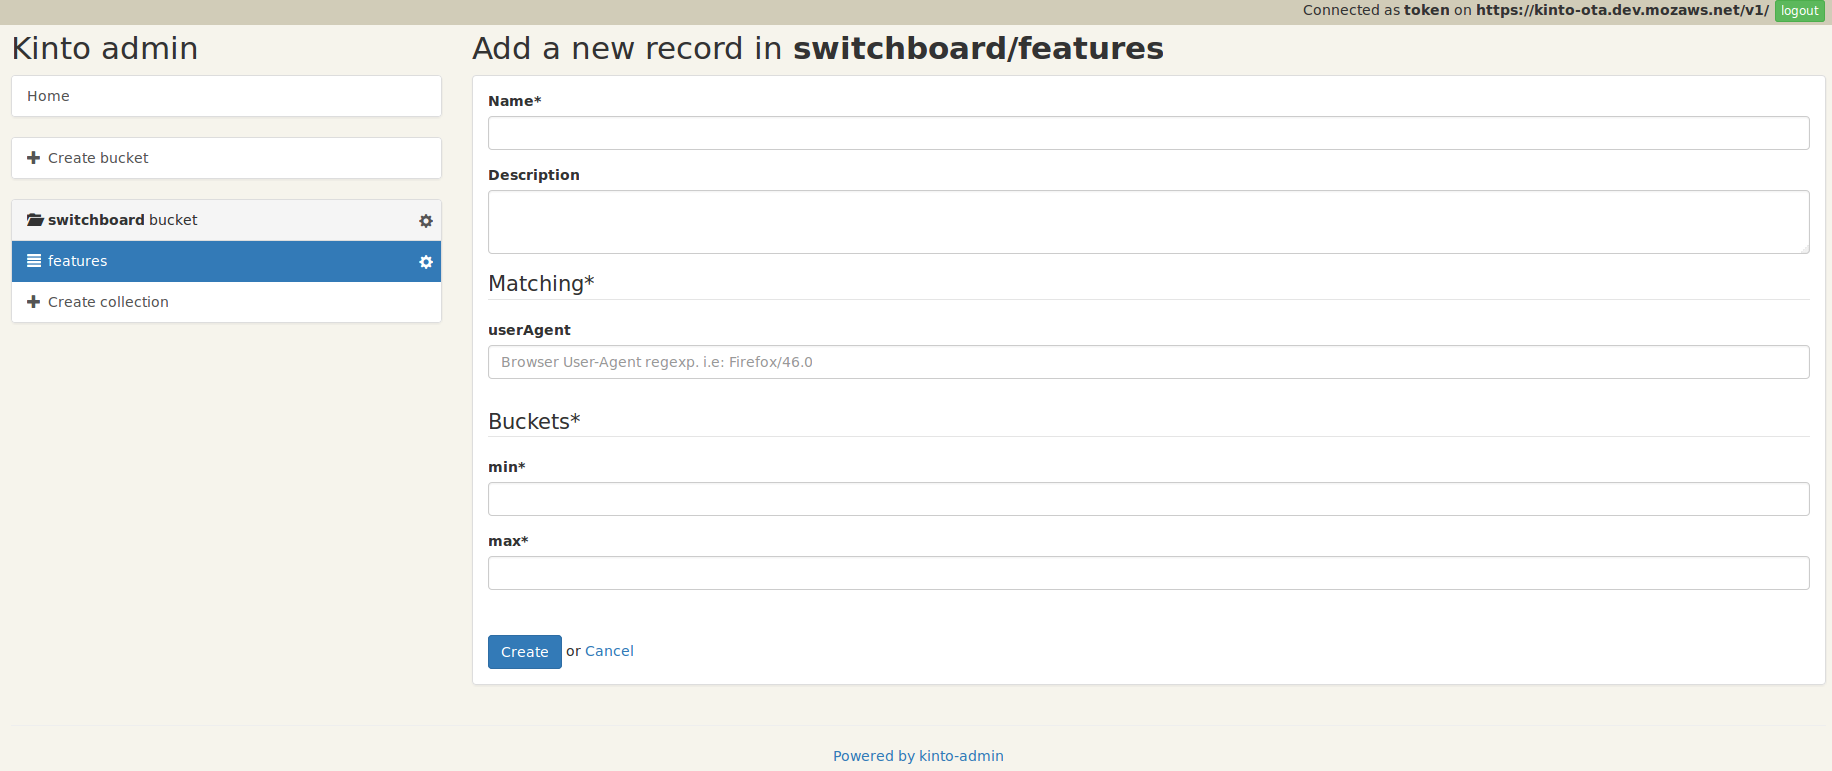 Connected as token on https://kinto-ota.dev.mozaws.net/v1/ logout
Kinto admin
Home
Create bucket
switchboard bucket
features
Create collection
Add a new record in switchboard/features
Name*
Description
Matching*
userAgent
Browser User-Agent regexp. i.e: Firefox/46.0
Buckets*
min*
max*
Create or Cancel
Powered by kinto-admin